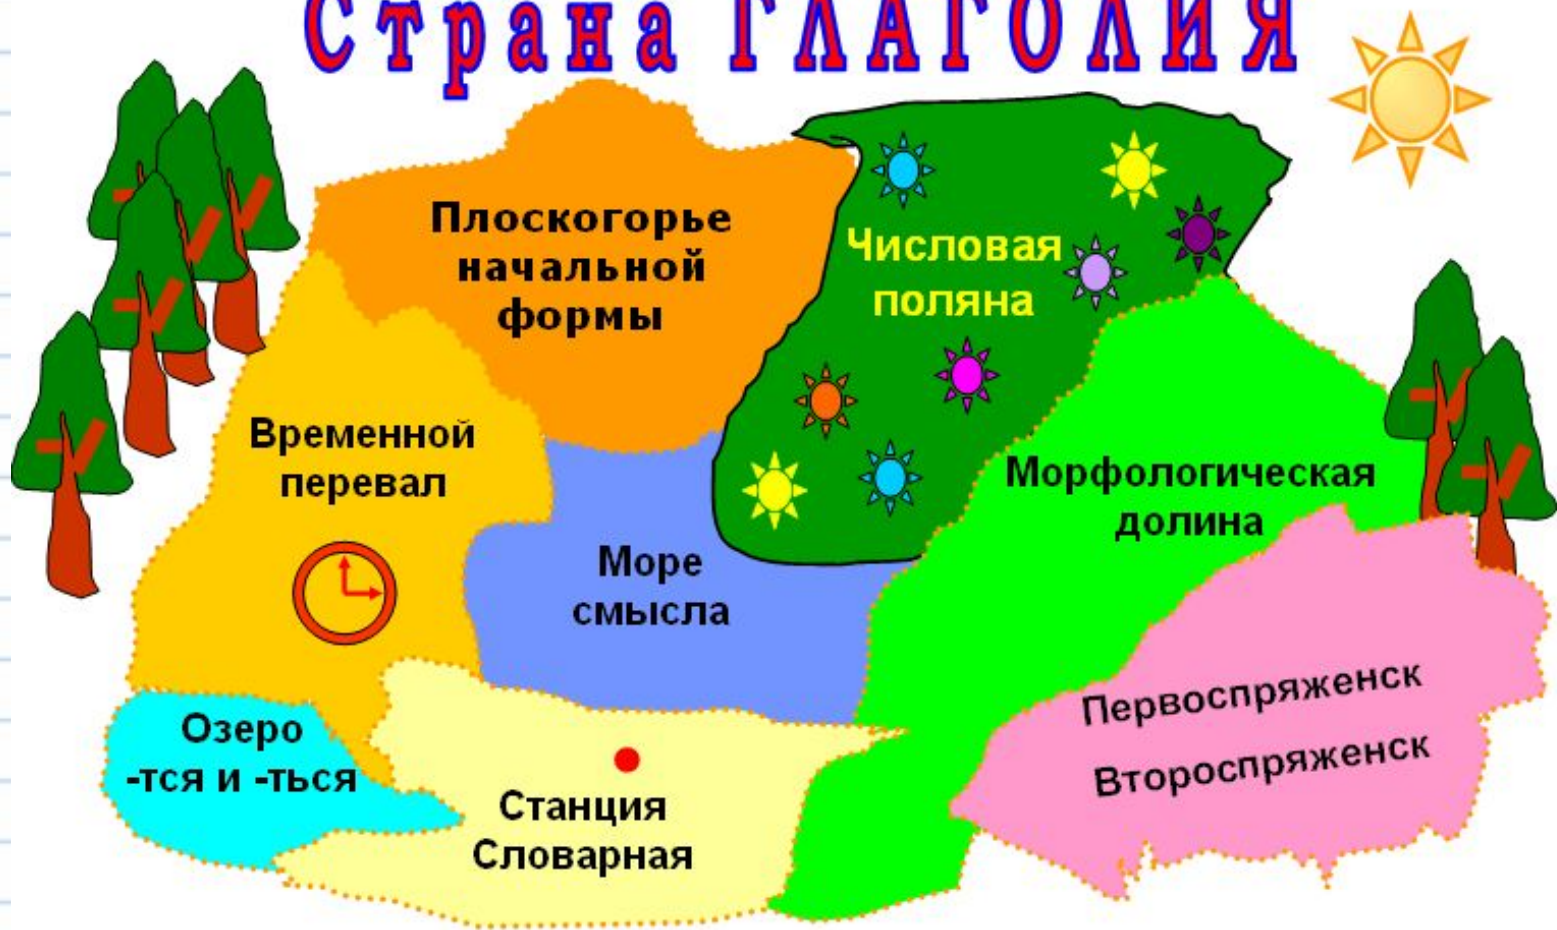 Страна ГЛАГОЛИЯ
Плоскогорье
начальной
формы
Числовая
поляна
Временной
перевал
Морфологическая
долина
Море
смысла
Первоспряженск
Второспряженск
Озеро
-тся и -ться
Станция
Словарная